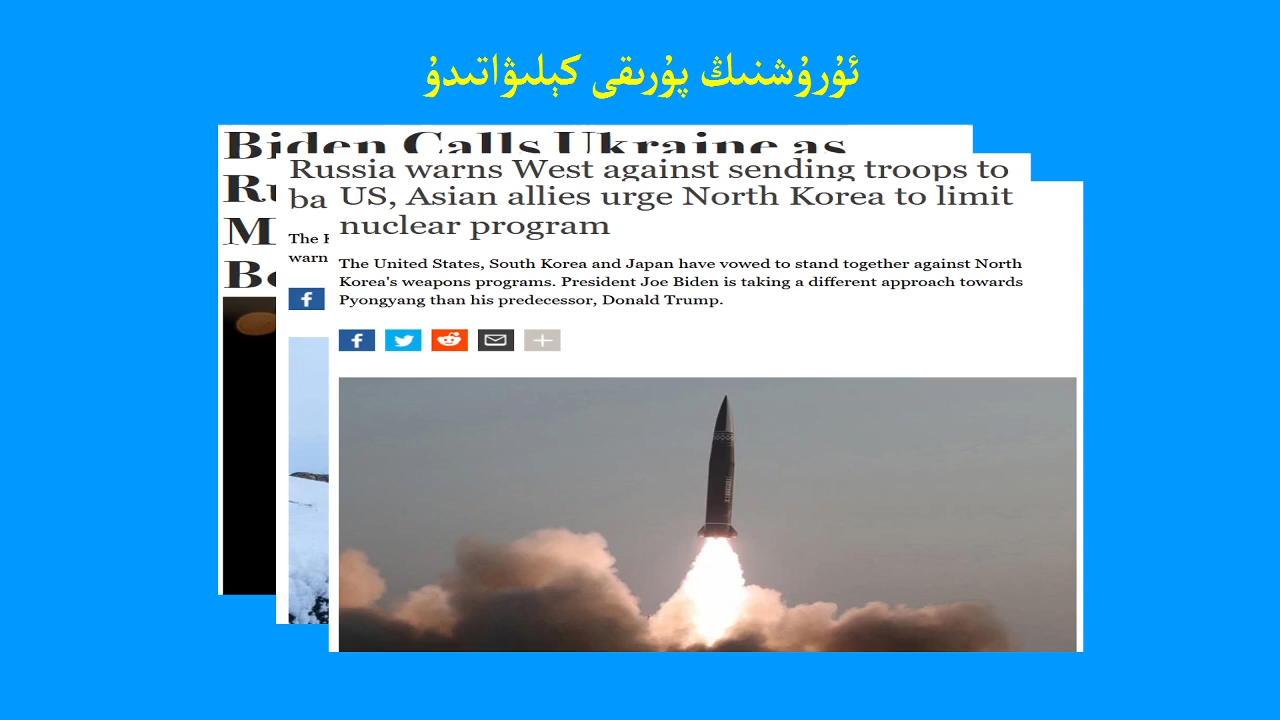 ئۇرۇشنىڭ پۇرىقى كېلىۋاتىدۇ
Biden Calls Ukraine as
Russia warns West against sending troops to
US, Asian allies urge North Korea to limit
nuclear program
The
warn
The United States, South Korea and Japan have vowed to stand together against North
Korea's weapons programs. President Joe Biden is taking a different approach towards
Pyongyang than his predecessor, Donald Trump.